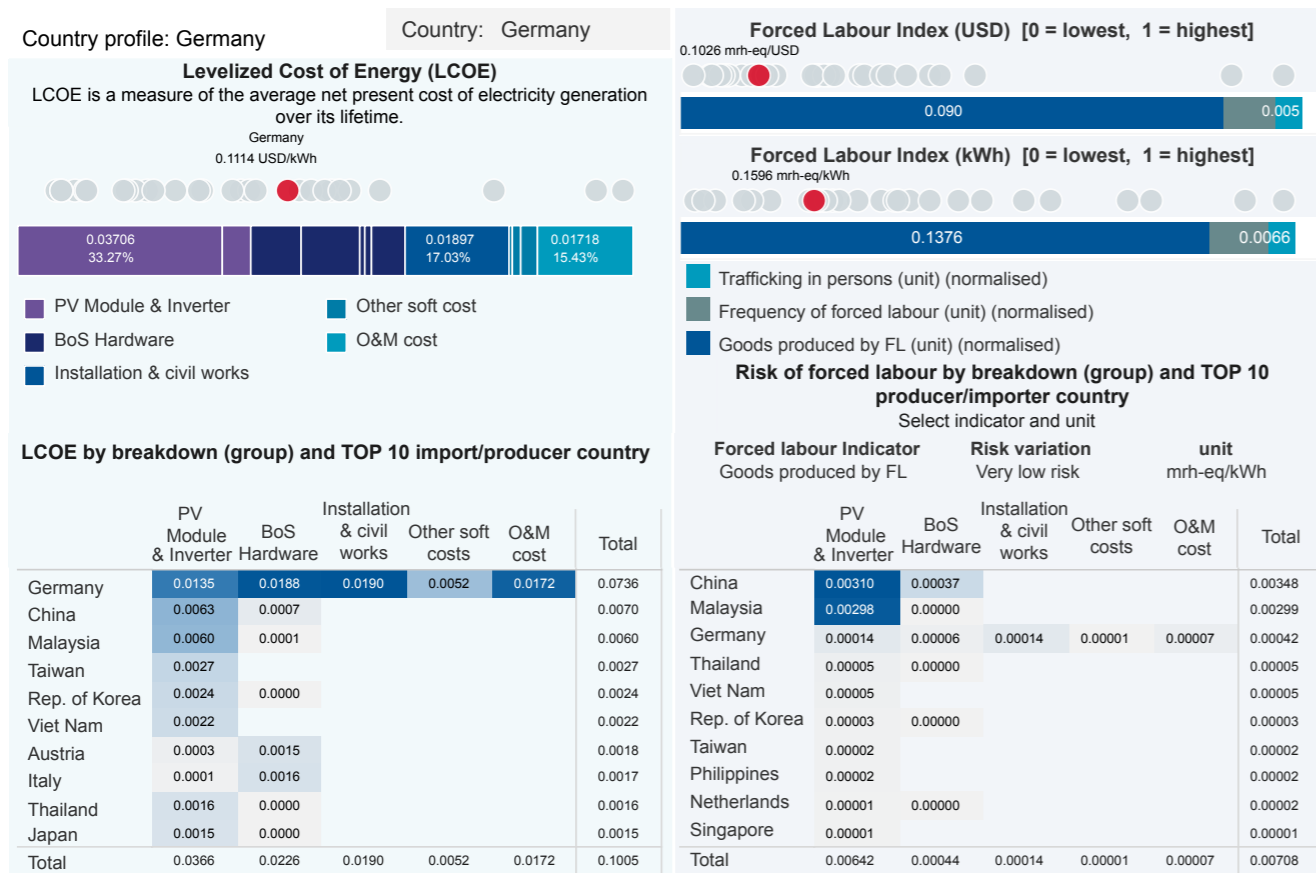 Country profile: Germany
Country: Germany
Levelized Cost of Energy (LCOE)
LCOE is a measure of the average net present cost of electricity generation
over its lifetime.
Germany
0.1114 USD/kWh
0.03706
33.27%
0.01897
17.03%
0.01718
15.43%
PV Module & Inverter
BoS Hardware
Installation & civil works
Other soft cost
O&M cost
LCOE by breakdown (group) and TOP 10 import/producer country
PV Module & Inverter BoS Hardware Installation & civil works Other soft costs O&M cost Total
Germany 0.0135 0.0188 0.0190 0.0052 0.0172 0.0736
China 0.0063 0.0007 0.0070
Malaysia 0.0060 0.0001 0.0060
Taiwan 0.0027 0.0027
Rep. of Korea 0.0024 0.0000 0.0024
Viet Nam 0.0022 0.0022
Austria 0.0003 0.0015 0.0018
Italy 0.0001 0.0016 0.0017
Thailand 0.0016 0.0000 0.0016
Japan 0.0015 0.0000 0.0015
Total 0.0366 0.0226 0.0190 0.0052 0.0172 0.1005
Forced Labour Index (USD) [0 = lowest, 1 = highest]
0.1026 mrh-eq/USD
0.090 0.005
Forced Labour Index (kWh) [0 = lowest, 1 = highest]
0.1596 mrh-eq/kWh
0.1376 0.0066
Trafficking in persons (unit) (normalised)
Frequency of forced labour (unit) (normalised)
Goods produced by FL (unit) (normalised)
Risk of forced labour by breakdown (group) and TOP 10
producer/importer country
Select indicator and unit
Forced labour Indicator Risk variation unit
Goods produced by FL Very low risk mrh-eq/kWh
PV Module & Inverter BoS Hardware Installation & civil works Other soft costs O&M cost Total
China 0.00310 0.00037 0.00348
Malaysia 0.00298 0.00000 0.00299
Germany 0.00014 0.00006 0.00014 0.00001 0.00007 0.00042
Thailand 0.00005 0.00000 0.00005
Viet Nam 0.00005 0.00005
Rep. of Korea 0.00003 0.00000 0.00003
Taiwan 0.00002 0.00002
Philippines 0.00002 0.00002
Netherlands 0.00001 0.00000 0.00002
Singapore 0.00001 0.00001
Total 0.00642 0.00044 0.00014 0.00001 0.00007 0.00708